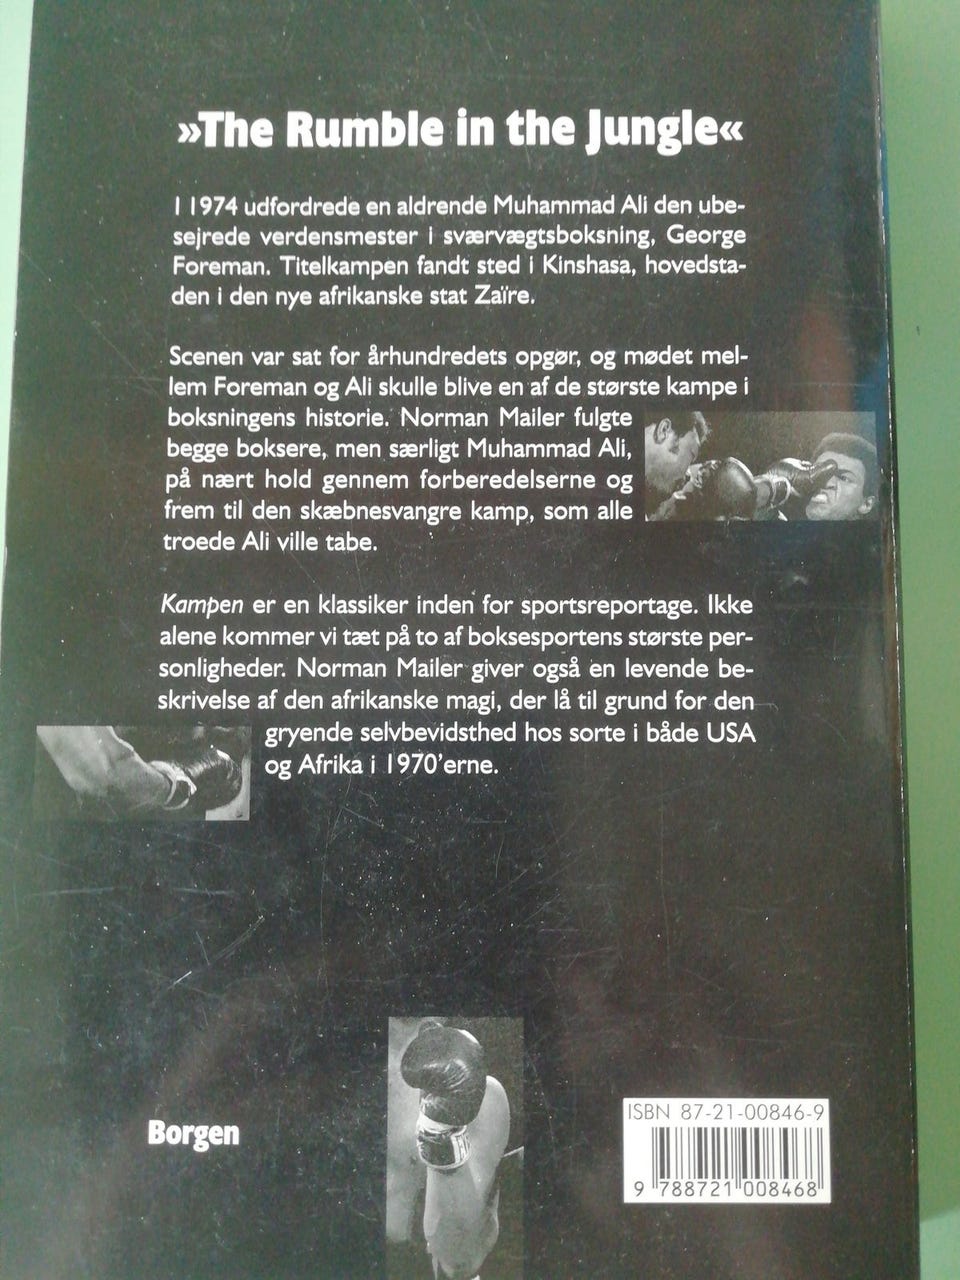 »The Rumble in the Jungle«
I 1974 udfordrede en aldrende Muhammad Ali den ube-
sejrede verdensmester i sværvægtsboksning, George
Foreman. Titelkampen fandt sted i Kinshasa, hovedsta-
den i den nye afrikanske stat Zaïre.
Scenen var sat for århundredets opgør, og mødet mel-
lem Foreman og Ali skulle blive en af de største kampe i
boksningens historie. Norman Mailer fulgte
begge boksere, men særligt Muhammad Ali,
på nært hold gennem forberedelserne og
frem til den skæbnesvangre kamp, som alle
troede Ali ville tabe.
Kampen er en klassiker inden for sportsreportage. Ikke
alene kommer vi tæt på to af boksesportens største per-
sonligheder. Norman Mailer giver også en levende be-
skrivelse af den afrikanske magi, der lå til grund for den
gryende selvbevidsthed hos sorte i både USA
og Afrika i 1970'erne.
Borgen
ISBN 87-21-00846-9
9 788721 008468